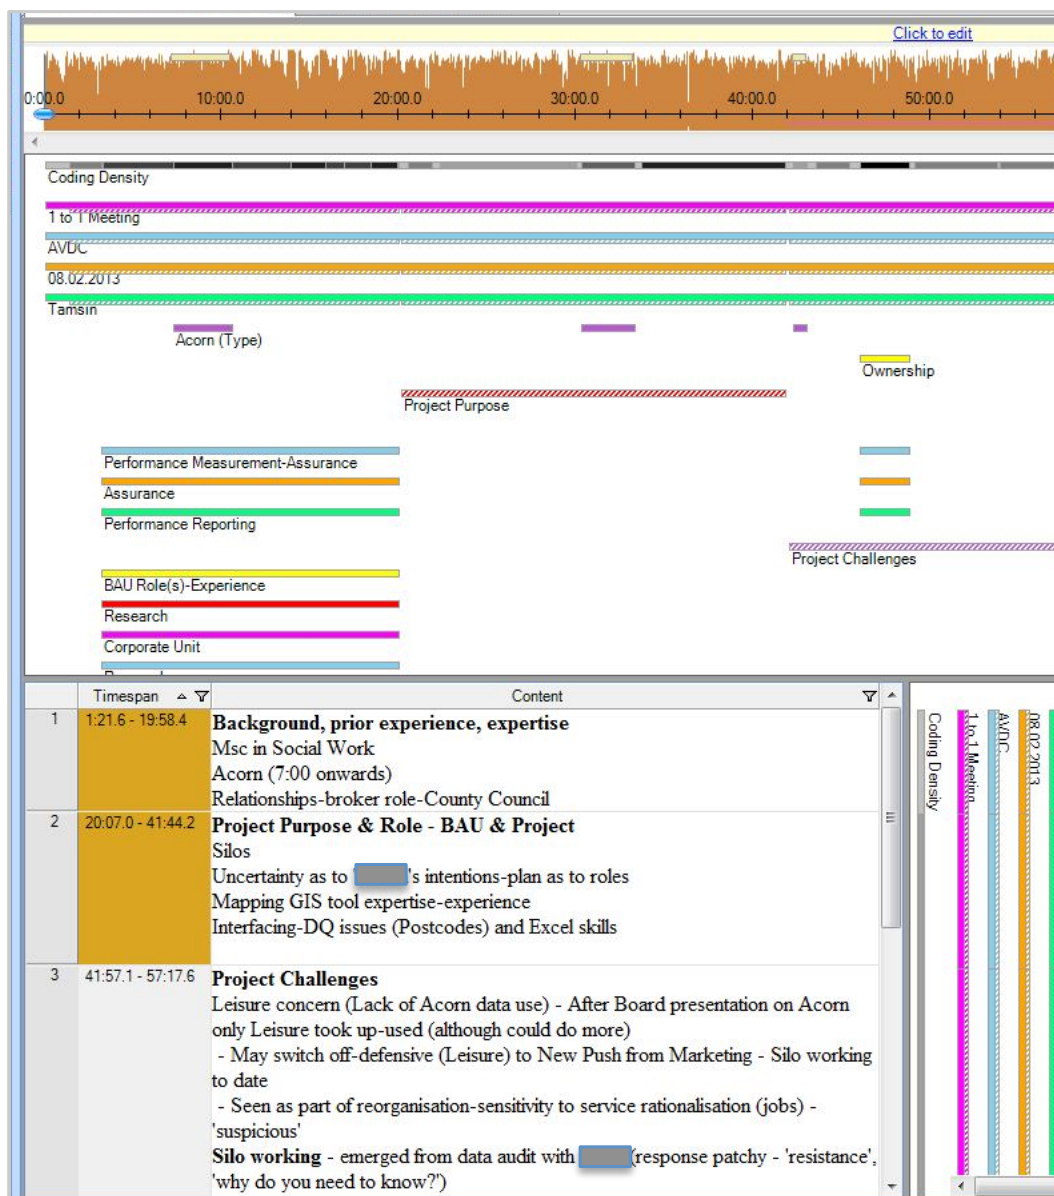 Click to edit
0:00.0 10:00.0 20:00.0 30:00.0 40:00.0 50:00.0
Coding Density
1 to 1 Meeting
AVDC
08.02.2013
Tamsin
Acorn (Type)
Ownership
Project Purpose
Performance Measurement-Assurance
Assurance
Performance Reporting
Project Challenges
BAU Role(s)-Experience
Research
Corporate Unit
Timespan Content
1 1:21.6 - 19:58.4 Background, prior experience, expertise
Msc in Social Work
Acorn (7:00 onwards)
Relationships-broker role-County Council
2 20:07.0 - 41:44.2 Project Purpose & Role - BAU & Project
Silos
Uncertainty as to ' 's intentions-plan as to roles
Mapping GIS tool expertise-experience
Interfacing-DQ issues (Postcodes) and Excel skills
3 41:57.1 - 57:17.6 Project Challenges
Leisure concern (Lack of Acorn data use) - After Board presentation on Acorn
only Leisure took up-used (although could do more)
- May switch off-defensive (Leisure) to New Push from Marketing - Silo working
to date
- Seen as part of reorganisation-sensitivity to service rationalisation (jobs) -
'suspicious'
Silo working - emerged from data audit with (response patchy - 'resistance',
'why do you need to know?')
Coding Density
1 to 1 Meeting
AVDC
08.02.2013